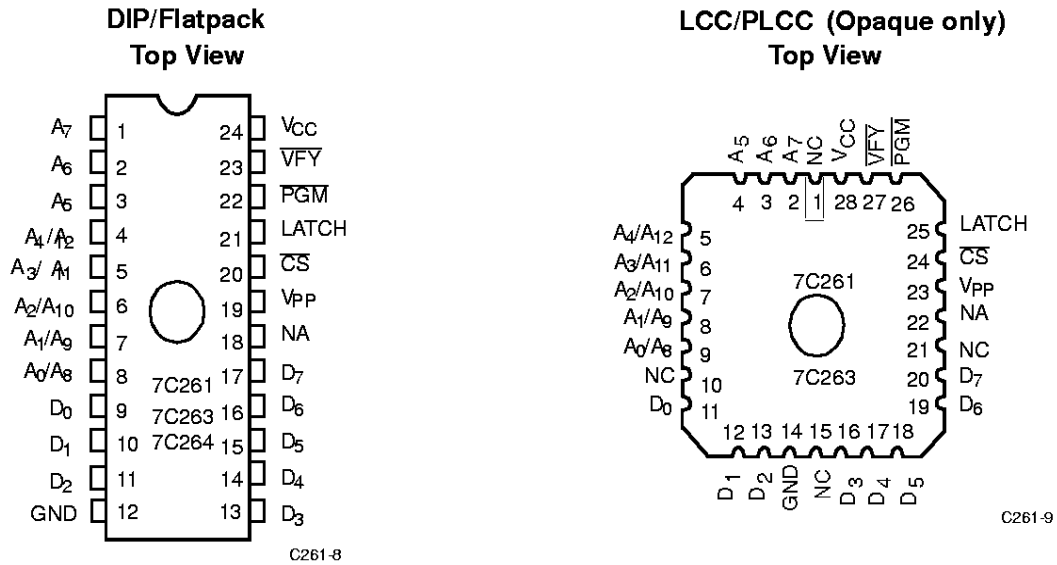 DIP/Flatpack
Top View
A7 1 24 VCC
A6 2 23 VFY
A5 3 22 PGM
A4/A12 4 21 LATCH
A3/A11 5 20 CS
A2/A10 6 19 VPP
A1/A9 7 18 NA
A0/A8 8 17 D7
D0 9 16 D6
D1 10 15 D5
D2 11 14 D4
GND 12 13 D3
7C261
7C263
7C264
C261-8
LCC/PLCC (Opaque only)
Top View
A5 A6 A7 NC VCC VFY PGM
4 3 2 1 28 27 26
A4/A12 5
A3/A11 6
A2/A10 7
A1/A9 8
A0/A8 9
NC 10
D0 11
7C261
7C263
25 LATCH
24 CS
23 VPP
22 NA
21 NC
20 D7
19 D6
12 13 14 15 16 17 18
D1 D2 GND NC D3 D4 D5
C261-9